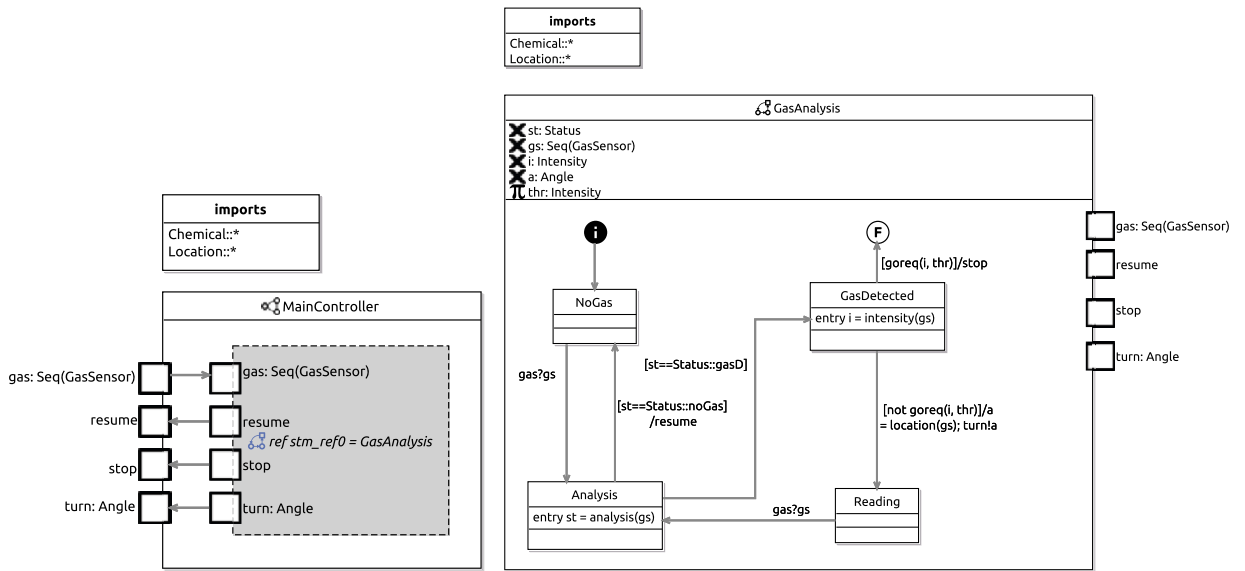 imports
Chemical::*
Location::*
GasAnalysis
st: Status
gs: Seq(GasSensor)
i: Intensity
a: Angle
π thr: Intensity
i
F
[goreq(i, thr)]/stop
NoGas
GasDetected
entry i = intensity(gs)
gas?gs
[st==Status::gasD]
[st==Status::noGas]
/resume
[not goreq(i, thr)]/a
= location(gs); turn!a
Analysis
entry st = analysis(gs)
gas?gs
Reading
gas: Seq(GasSensor)
resume
stop
turn: Angle
imports
Chemical::*
Location::*
MainController
gas: Seq(GasSensor)
gas: Seq(GasSensor)
resume
resume
ref stm_ref0 = GasAnalysis
stop
stop
turn: Angle
turn: Angle